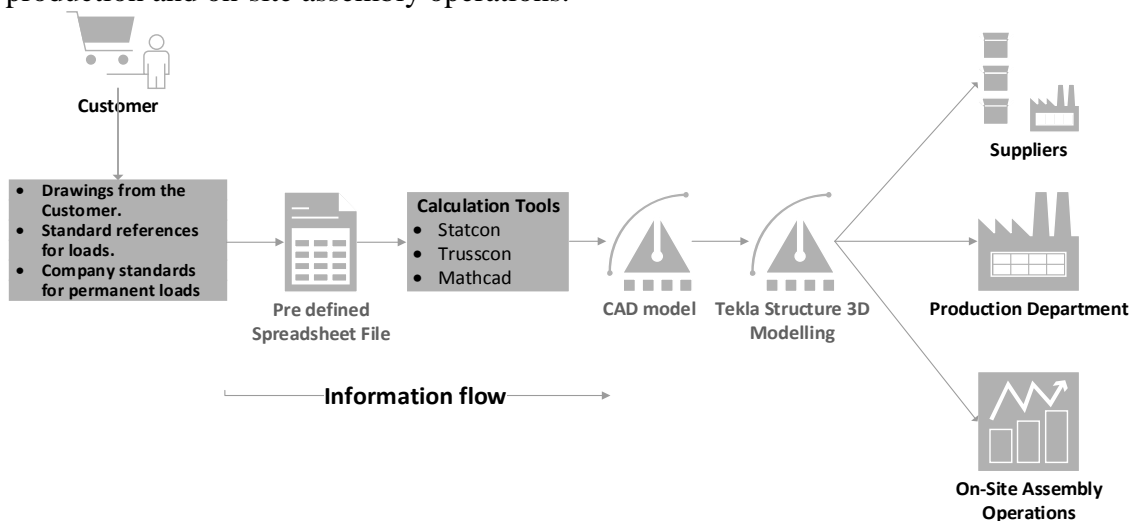 production and on-site assembly operations.
Customer
• Drawings from the
Customer.
• Standard references
for loads.
• Company standards
for permanent loads
Pre defined
Spreadsheet File
Calculation Tools
• Statcon
• Trusscon
• Mathcad
CAD model
Tekla Structure 3D
Modelling
Suppliers
Production Department
On-Site Assembly
Operations
Information flow